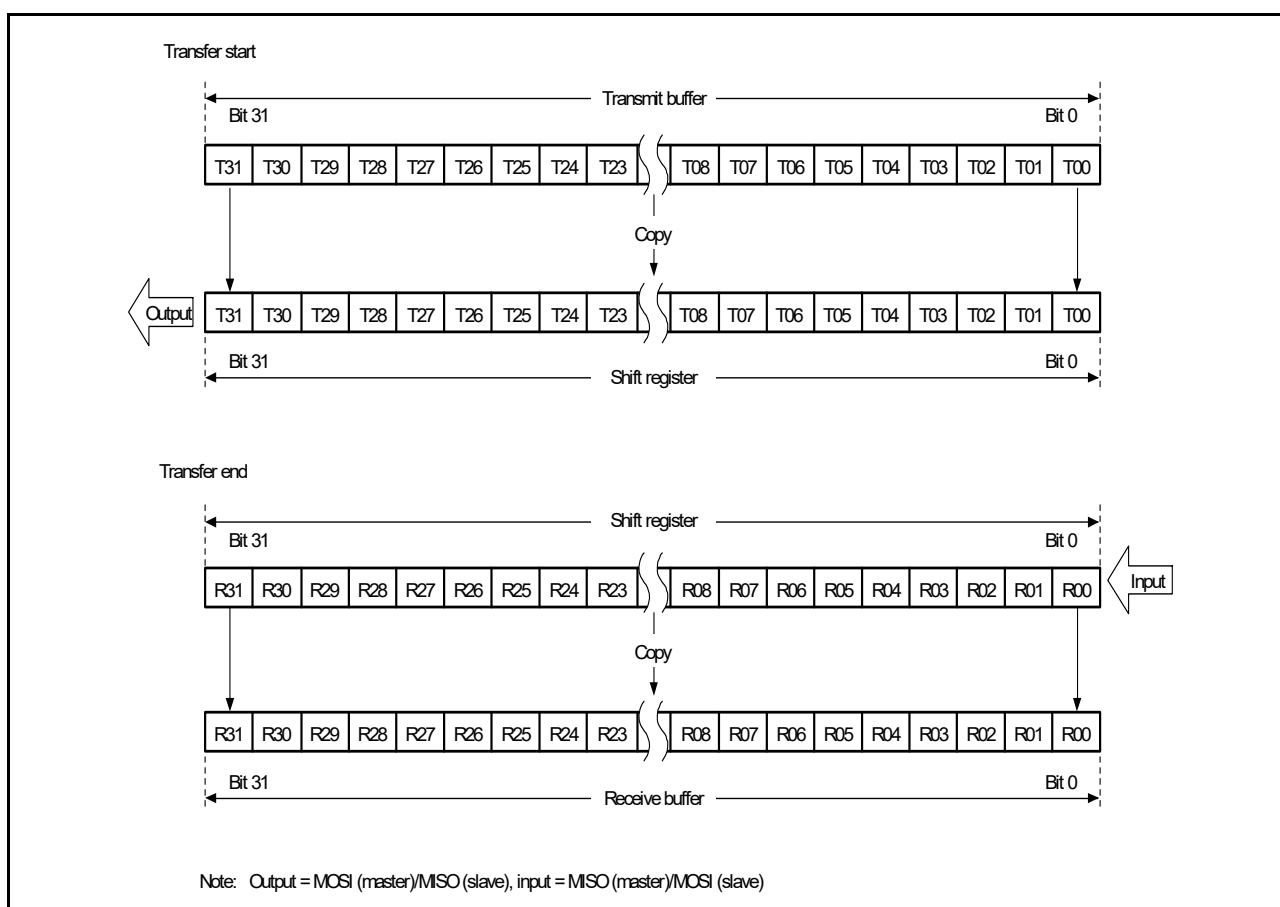 Transfer start
Transmit buffer
Bit 31 Bit 0
T31 T30 T29 T28 T27 T26 T25 T24 T23 T08 T07 T06 T05 T04 T03 T02 T01 T00
Copy
Output T31 T30 T29 T28 T27 T26 T25 T24 T23 T08 T07 T06 T05 T04 T03 T02 T01 T00
Bit 31 Bit 0
Shift register
Transfer end
Shift register
Bit 31 Bit 0
R31 R30 R29 R28 R27 R26 R25 R24 R23 R08 R07 R06 R05 R04 R03 R02 R01 R00 Input
Copy
R31 R30 R29 R28 R27 R26 R25 R24 R23 R08 R07 R06 R05 R04 R03 R02 R01 R00
Bit 31 Bit 0
Receive buffer
Note: Output = MOSI (master)/MISO (slave), input = MISO (master)/MOSI (slave)